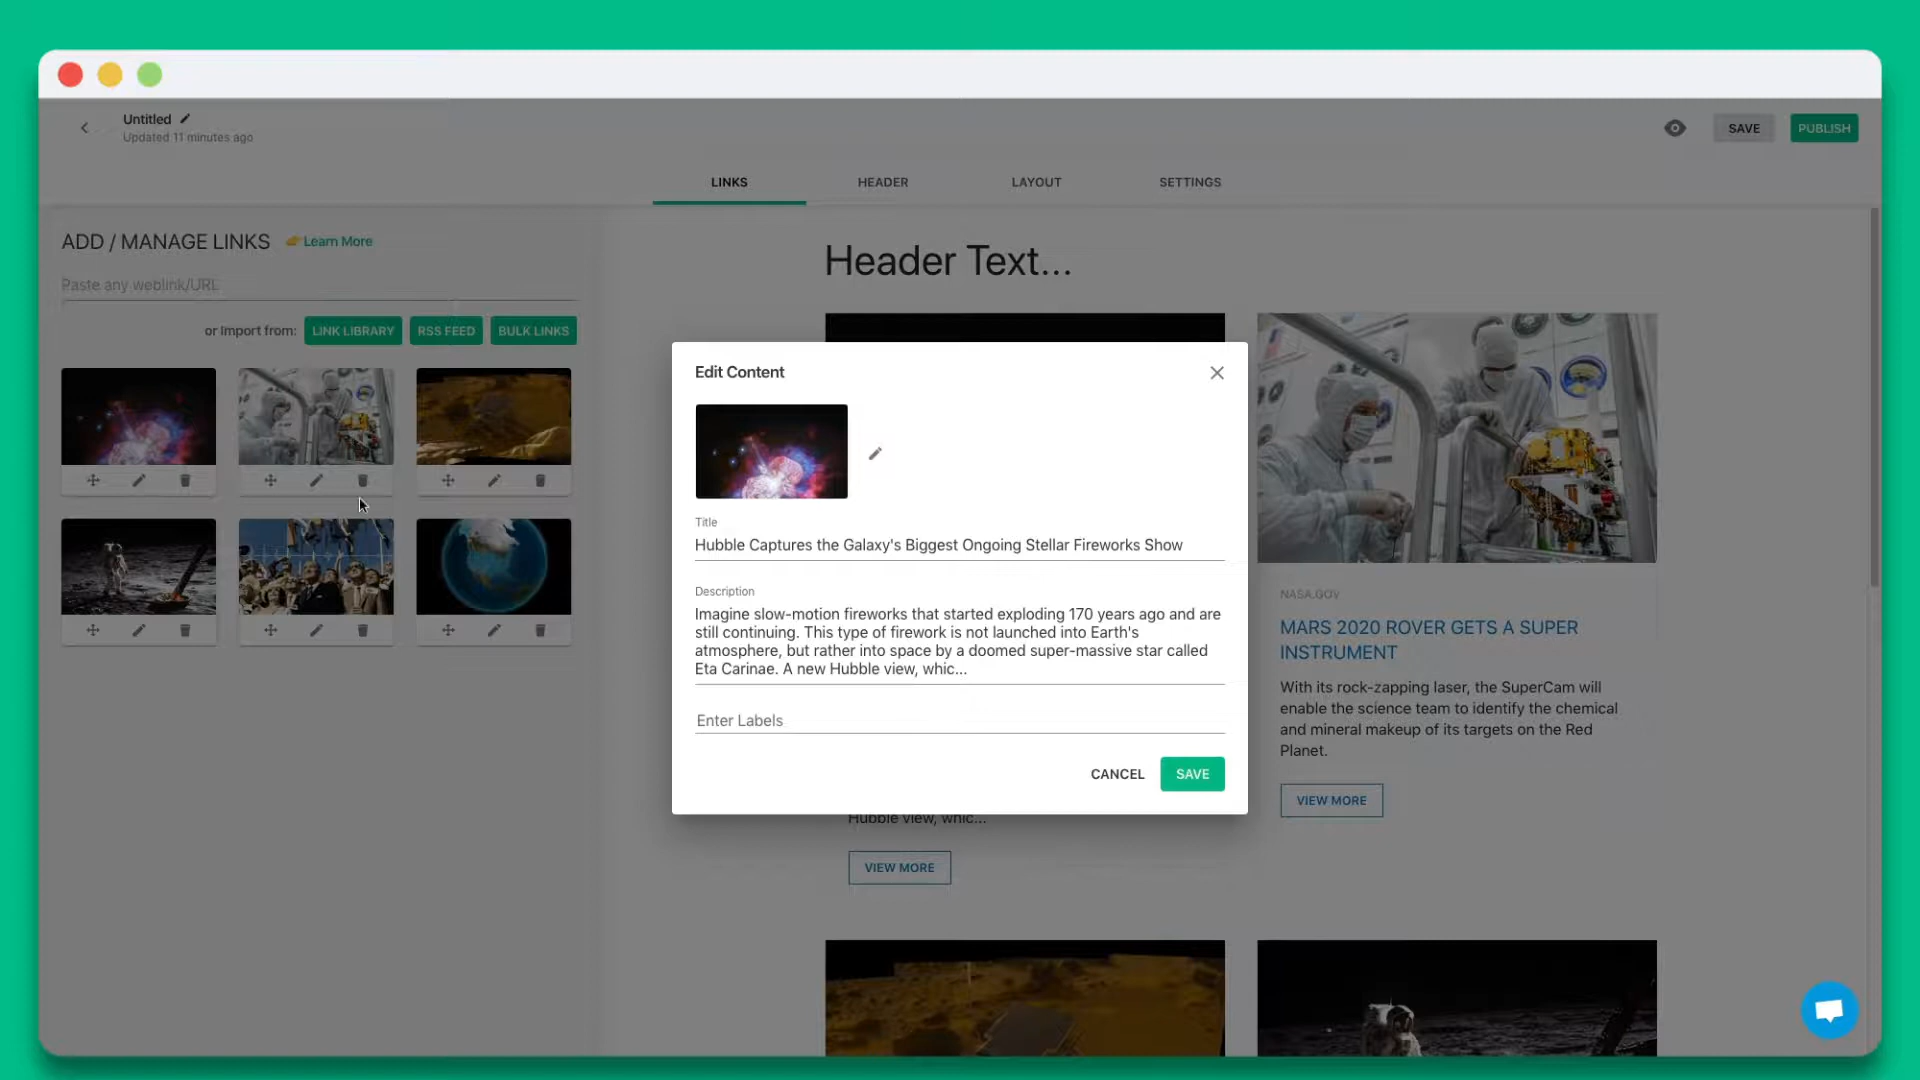 Untitled
Updated 11 minutes ago
SAVE
PUBLISH
LINKS
HEADER
LAYOUT
SETTINGS
ADD / MANAGE LINKS
Learn More
Paste any weblink/URL
or Import from:
LINK LIBRARY
RSS FEED
BULK LINKS
Header Text...
Edit Content
Title
Hubble Captures the Galaxy's Biggest Ongoing Stellar Fireworks Show
Description
Imagine slow-motion fireworks that started exploding 170 years ago and are
still continuing. This type of firework is not launched into Earth's
atmosphere, but rather into space by a doomed super-massive star called
Eta Carinae. A new Hubble view, whic...
Enter Labels
CANCEL
SAVE
Hubble view, whic...
VIEW MORE
NASA.GOV
MARS 2020 ROVER GETS A SUPER
INSTRUMENT
With its rock-zapping laser, the SuperCam will
enable the science team to identify the chemical
and mineral makeup of its targets on the Red
Planet.
VIEW MORE